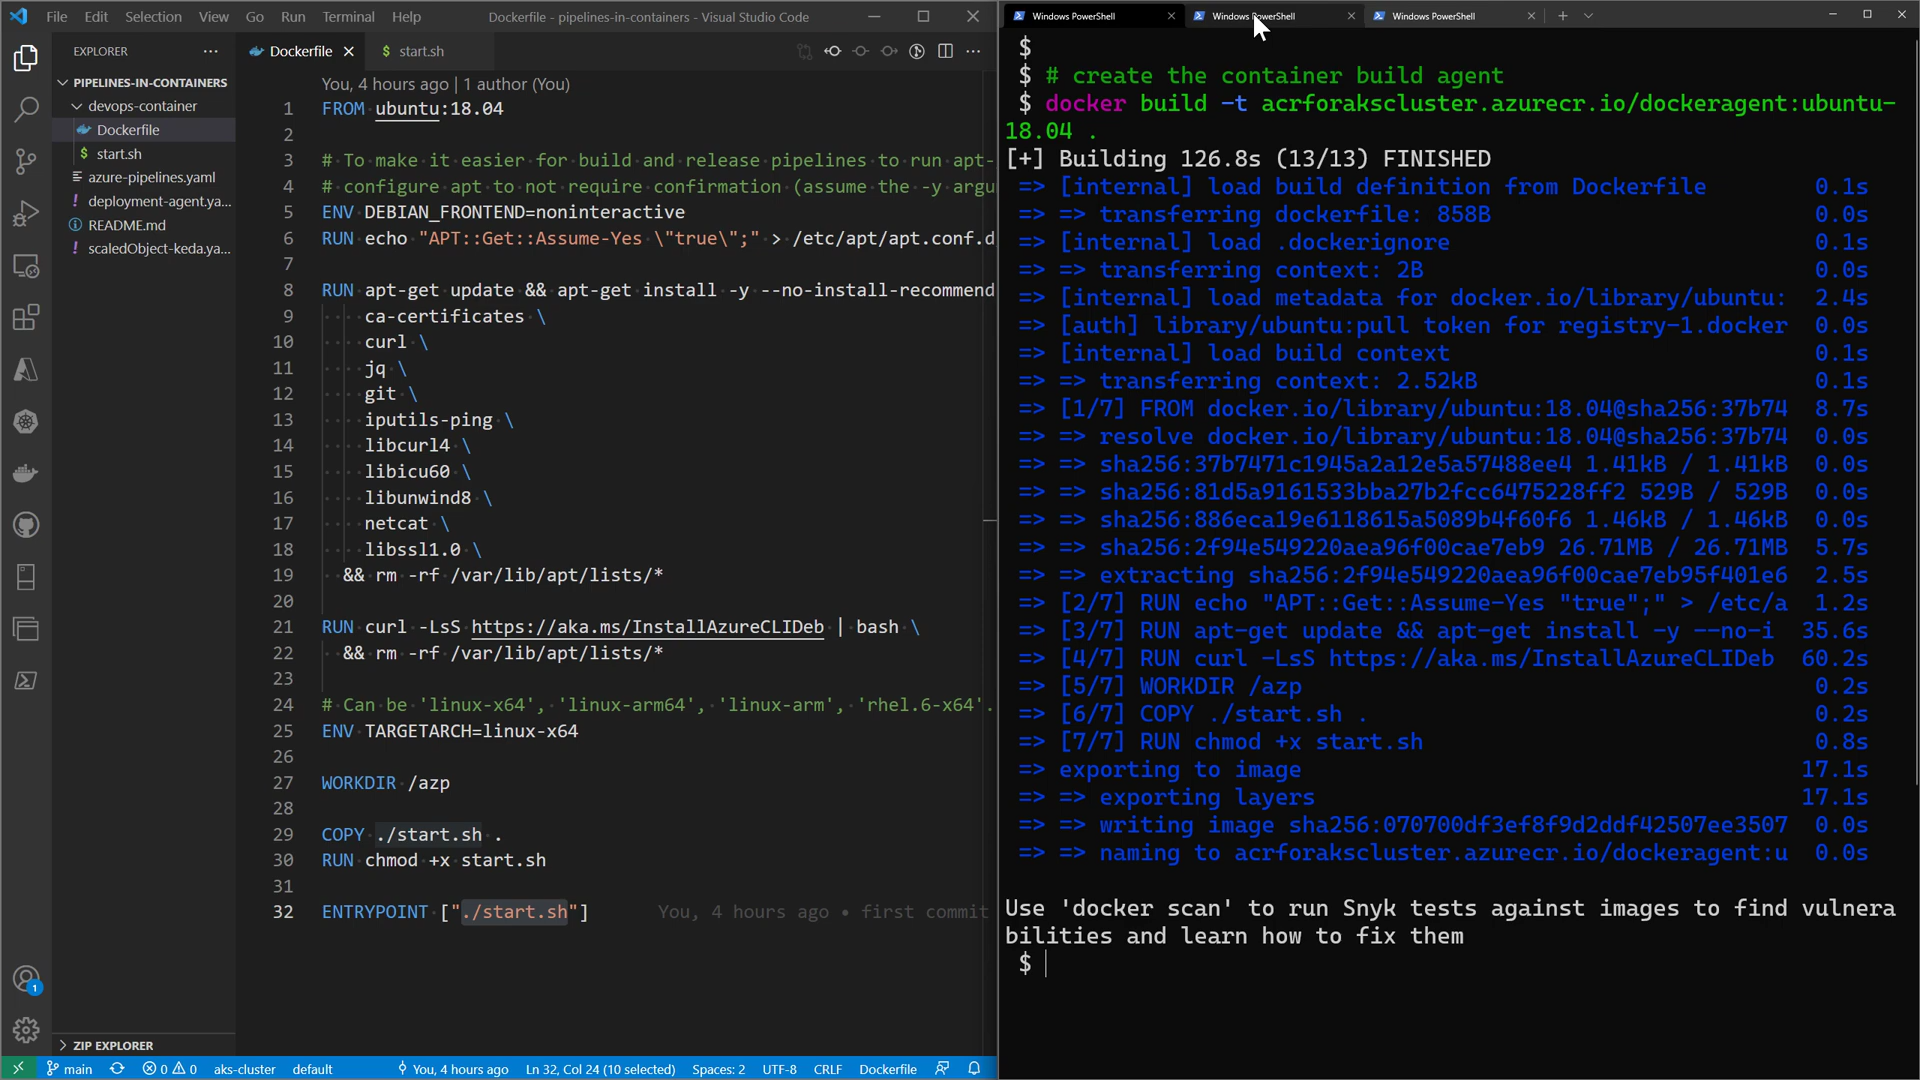 File Edit Selection View Go Run Terminal Help
Dockerfile - pipelines-in-containers - Visual Studio Code
EXPLORER
PIPELINES-IN-CONTAINERS
devops-container
Dockerfile
$ start.sh
azure-pipelines.yaml
! deployment-agent.ya...
README.md
! scaledObject-keda.ya...
ZIP EXPLORER
Dockerfile
$ start.sh
You, 4 hours ago | 1 author (You)
1 FROM ubuntu:18.04
2
3 # To make it easier for build and release pipelines to run apt-
4 # configure apt to not require confirmation (assume the -y argu
5 ENV DEBIAN_FRONTEND=noninteractive
6 RUN echo "APT::Get::Assume-Yes \"true\";" > /etc/apt/apt.conf.d
7
8 RUN apt-get update && apt-get install -y --no-install-recommend
9 ca-certificates \
10 curl \
11 jq \
12 git \
13 iputils-ping \
14 libcurl4 \
15 libicu60 \
16 libunwind8 \
17 netcat \
18 libssl1.0 \
19 && rm -rf /var/lib/apt/lists/*
20
21 RUN curl -LsS https://aka.ms/InstallAzureCLIDeb | bash \
22 && rm -rf /var/lib/apt/lists/*
23
24 # Can be 'linux-x64', 'linux-arm64', 'linux-arm', 'rhel.6-x64'.
25 ENV TARGETARCH=linux-x64
26
27 WORKDIR /azp
28
29 COPY ./start.sh .
30 RUN chmod +x start.sh
31
32 ENTRYPOINT ["./start.sh"] You, 4 hours ago • first commit
1
main 0 0 aks-cluster default You, 4 hours ago Ln 32, Col 24 (10 selected) Spaces: 2 UTF-8 CRLF Dockerfile
Windows PowerShell
Windows PowerShell
Windows PowerShell
$
$ # create the container build agent
$ docker build -t acrforakscluster.azurecr.io/dockeragent:ubuntu-
18.04 .
[+] Building 126.8s (13/13) FINISHED
=> [internal] load build definition from Dockerfile 0.1s
=> => transferring dockerfile: 858B 0.0s
=> [internal] load .dockerignore 0.1s
=> => transferring context: 2B 0.0s
=> [internal] load metadata for docker.io/library/ubuntu: 2.4s
=> [auth] library/ubuntu:pull token for registry-1.docker 0.0s
=> [internal] load build context 0.1s
=> => transferring context: 2.52kB 0.1s
=> [1/7] FROM docker.io/library/ubuntu:18.04@sha256:37b74 8.7s
=> => resolve docker.io/library/ubuntu:18.04@sha256:37b74 0.0s
=> => sha256:37b7471c1945a2a12e5a57488ee4 1.41kB / 1.41kB 0.0s
=> => sha256:81d5a9161533bba27b2fcc6475228ff2 529B / 529B 0.0s
=> => sha256:886eca19e6118615a5089b4f60f6 1.46kB / 1.46kB 0.0s
=> => sha256:2f94e549220aea96f00cae7eb9 26.71MB / 26.71MB 5.7s
=> => extracting sha256:2f94e549220aea96f00cae7eb95f401e6 2.5s
=> [2/7] RUN echo "APT::Get::Assume-Yes "true";" > /etc/a 1.2s
=> [3/7] RUN apt-get update && apt-get install -y --no-i 35.6s
=> [4/7] RUN curl -LsS https://aka.ms/InstallAzureCLIDeb 60.2s
=> [5/7] WORKDIR /azp 0.2s
=> [6/7] COPY ./start.sh . 0.2s
=> [7/7] RUN chmod +x start.sh 0.8s
=> exporting to image 17.1s
=> => exporting layers 17.1s
=> => writing image sha256:070700df3ef8f9d2ddf42507ee3507 0.0s
=> => naming to acrforakscluster.azurecr.io/dockeragent:u 0.0s
Use 'docker scan' to run Snyk tests against images to find vulnera
bilities and learn how to fix them
$